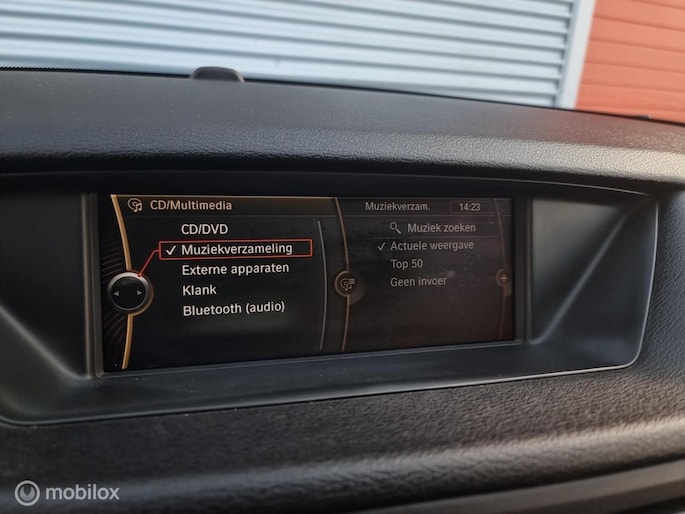 CD/Multimedia
CD/DVD
✓ Muziekverzameling
Externe apparaten
Klank
Bluetooth (audio)
Muziekverzam. 14:23
Muziek zoeken
✓ Actuele weergave
Top 50
Geen invoer
mobilox